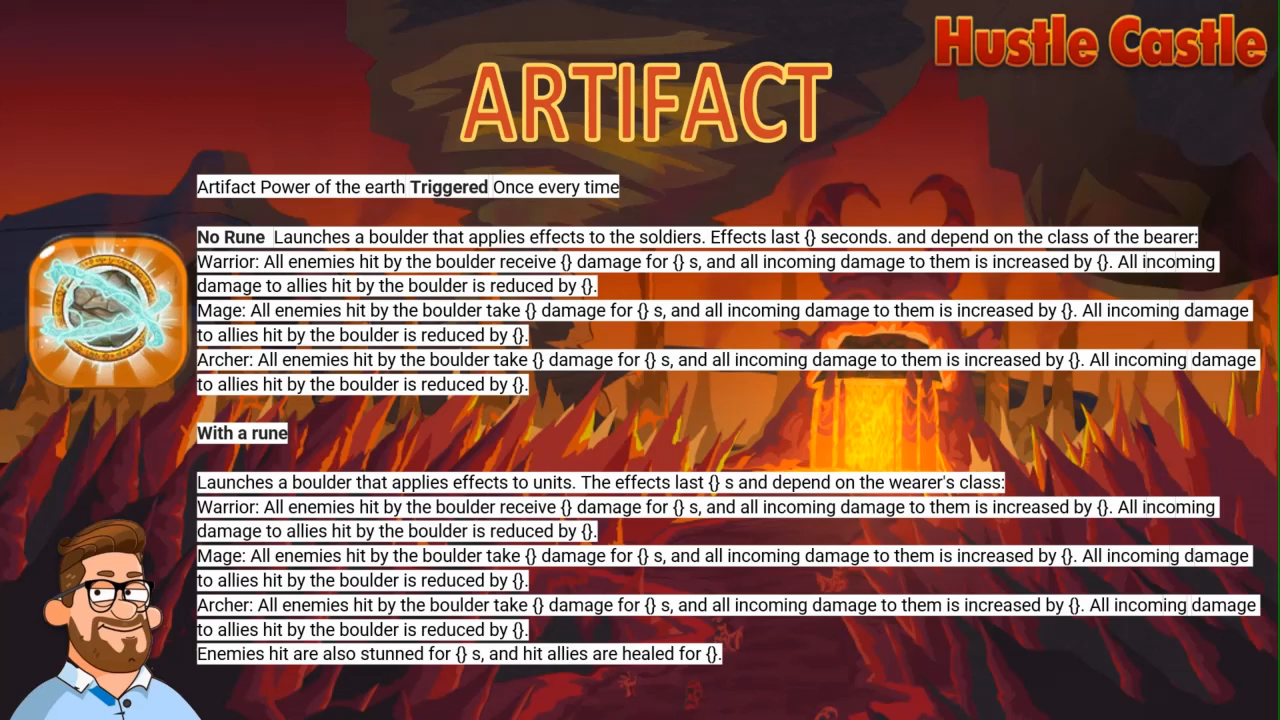 Hustle Castle
ARTIFACT
Artifact Power of the earth Triggered Once every time
No Rune Launches a boulder that applies effects to the soldiers. Effects last {} seconds. and depend on the class of the bearer:
Warrior: All enemies hit by the boulder receive {} damage for {} s, and all incoming damage to them is increased by {}. All incoming
damage to allies hit by the boulder is reduced by {}.
Mage: All enemies hit by the boulder take {} damage for {} s, and all incoming damage to them is increased by {}. All incoming damage
to allies hit by the boulder is reduced by {}.
Archer: All enemies hit by the boulder take {} damage for {} s, and all incoming damage to them is increased by {}. All incoming damage
to allies hit by the boulder is reduced by {}.
With a rune
Launches a boulder that applies effects to units. The effects last {} s and depend on the wearer's class:
Warrior: All enemies hit by the boulder receive {} damage for {} s, and all incoming damage to them is increased by {}. All incoming
damage to allies hit by the boulder is reduced by {}.
Mage: All enemies hit by the boulder take {} damage for {} s, and all incoming damage to them is increased by {}. All incoming damage
to allies hit by the boulder is reduced by {}.
Archer: All enemies hit by the boulder take {} damage for {} s, and all incoming damage to them is increased by {}. All incoming damage
to allies hit by the boulder is reduced by {}.
Enemies hit are also stunned for {} s, and hit allies are healed for {}.